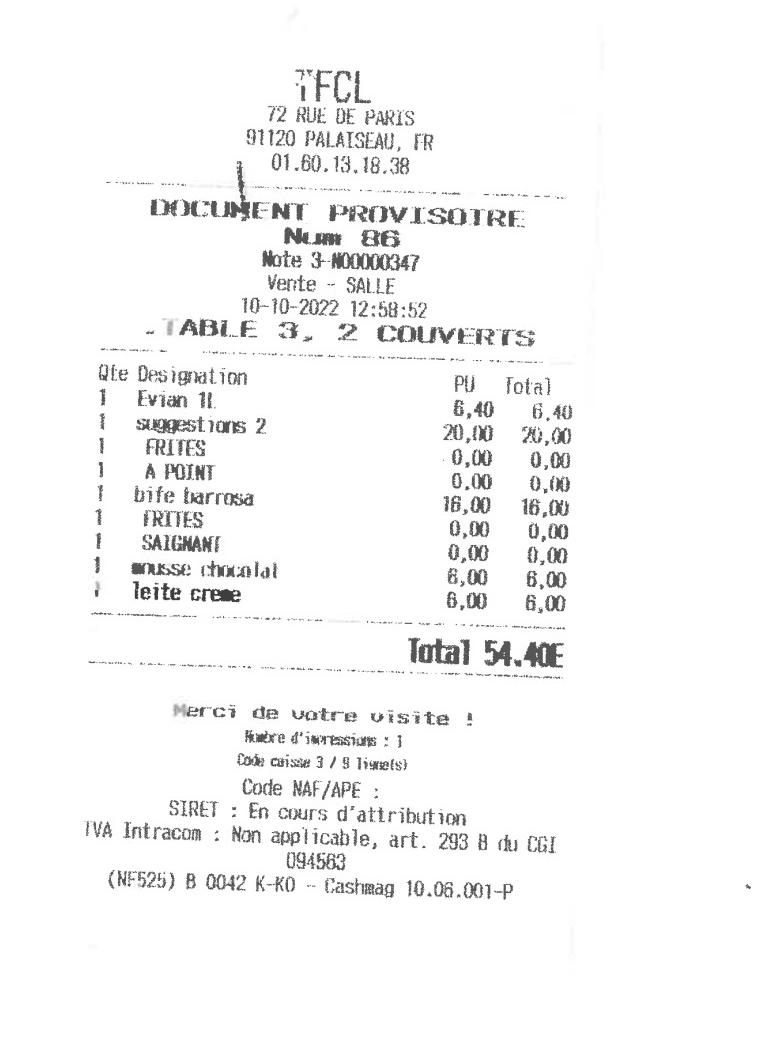 TFCL
72 RUE DE PARIS
91120 PALAISEAU, FR
01.60.13.18.38
DOCUMENT PROVISOIRE
Num 86
Note 3-N00000347
Vente - SALLE
10-10-2022 12:58:52
TABLE 3, 2 COUVERTS
Qte Designation PU Total
1 Evian 1L 6,40 6,40
1 suggestions 2 20,00 20,00
1 FRITES 0,00 0,00
1 A POINT 0,00 0,00
1 bife barrosa 16,00 16,00
1 FRITES 0,00 0,00
1 SAIGNANT 0,00 0,00
1 mousse chocolat 6,00 6,00
1 leite creme 6,00 6,00
Total 54.40E
Merci de votre visite !
Nombre d'impressions : 1
Code caisse 3 / 9 ligne(s)
Code NAF/APE :
SIRET : En cours d'attribution
TVA Intracom : Non applicable, art. 293 B du CGI
094563
(NF525) B 0042 K-KO - Cashmag 10.06.001-P